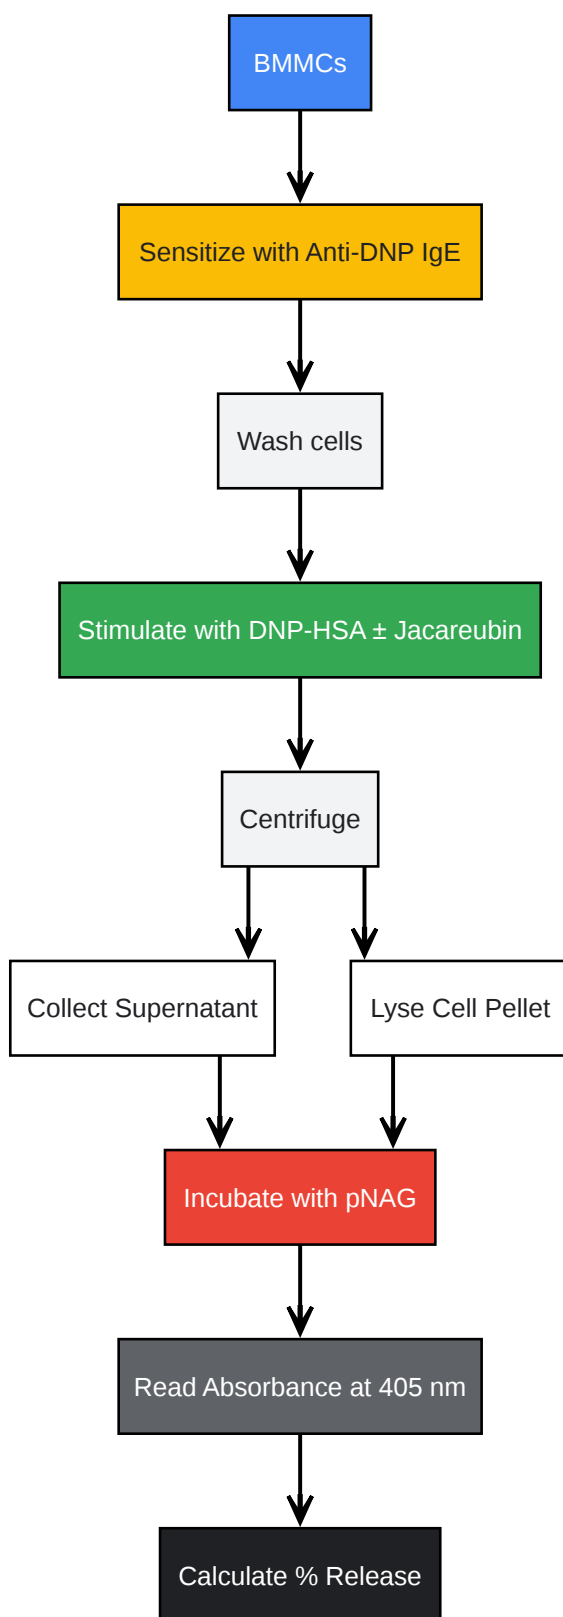 BMMCs
Sensitize with Anti-DNP IgE
Wash cells
Stimulate with DNP-HSA ± Jacareubin
Centrifuge
Collect Supernatant
Lyse Cell Pellet
Incubate with pNAG
Read Absorbance at 405 nm
Calculate % Release